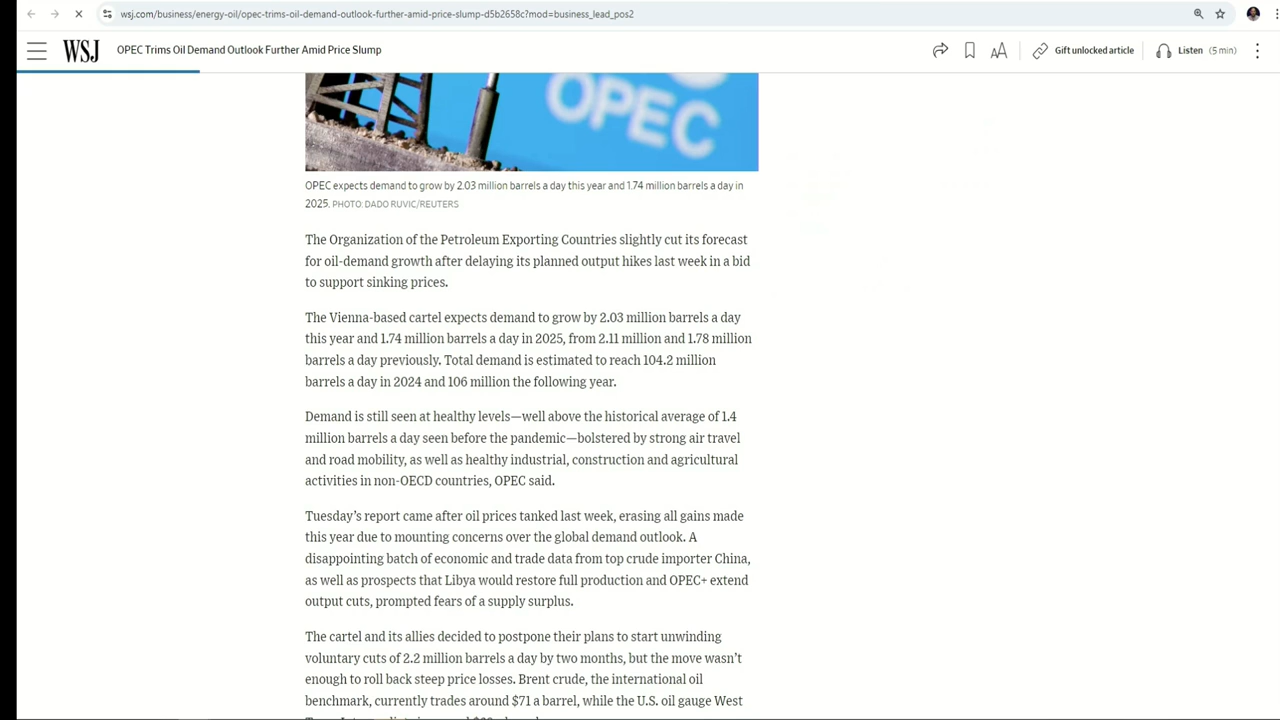 wsj.com/business/energy-oil/opec-trims-oil-demand-outlook-further-amid-price-slump-d5b2658c?mod=business_lead_pos2
WSJ
OPEC Trims Oil Demand Outlook Further Amid Price Slump
AA
Gift unlocked article
Listen (5 min)
OPEC
OPEC expects demand to grow by 2.03 million barrels a day this year and 1.74 million barrels a day in
2025. PHOTO: DADO RUVIC/REUTERS
The Organization of the Petroleum Exporting Countries slightly cut its forecast
for oil-demand growth after delaying its planned output hikes last week in a bid
to support sinking prices.
The Vienna-based cartel expects demand to grow by 2.03 million barrels a day
this year and 1.74 million barrels a day in 2025, from 2.11 million and 1.78 million
barrels a day previously. Total demand is estimated to reach 104.2 million
barrels a day in 2024 and 106 million the following year.
Demand is still seen at healthy levels—well above the historical average of 1.4
million barrels a day seen before the pandemic—bolstered by strong air travel
and road mobility, as well as healthy industrial, construction and agricultural
activities in non-OECD countries, OPEC said.
Tuesday's report came after oil prices tanked last week, erasing all gains made
this year due to mounting concerns over the global demand outlook. A
disappointing batch of economic and trade data from top crude importer China,
as well as prospects that Libya would restore full production and OPEC+ extend
output cuts, prompted fears of a supply surplus.
The cartel and its allies decided to postpone their plans to start unwinding
voluntary cuts of 2.2 million barrels a day by two months, but the move wasn't
enough to roll back steep price losses. Brent crude, the international oil
benchmark, currently trades around $71 a barrel, while the U.S. oil gauge West